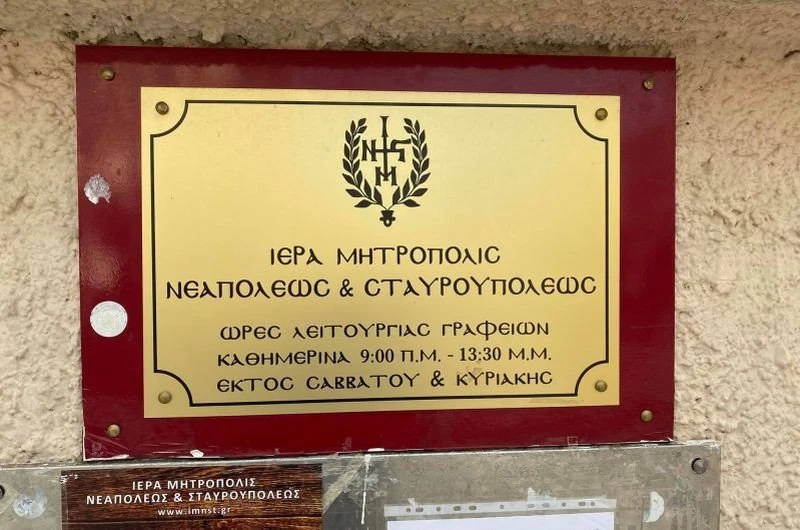 Ι
Ν ϛ
Μ
ΙΕΡΑ ΜΗΤΡΟΠΟΛΙΣ
ΝΕΑΠΟΛΕΩΣ & ΣΤΑΥΡΟΥΠΟΛΕΩΣ
ΩΡΕΣ ΛΕΙΤΟΥΡΓΙΑΣ ΓΡΑΦΕΙΩΝ
ΚΑΘΗΜΕΡΙΝΑ 9:00 Π.Μ. - 13:30 Μ.Μ.
ΕΚΤΟΣ ΣΑΒΒΑΤΟΥ & ΚΥΡΙΑΚΗΣ
ΙΕΡΑ ΜΗΤΡΟΠΟΛΙΣ
ΝΕΑΠΟΛΕΩΣ & ΣΤΑΥΡΟΥΠΟΛΕΩΣ
www.imnst.gr